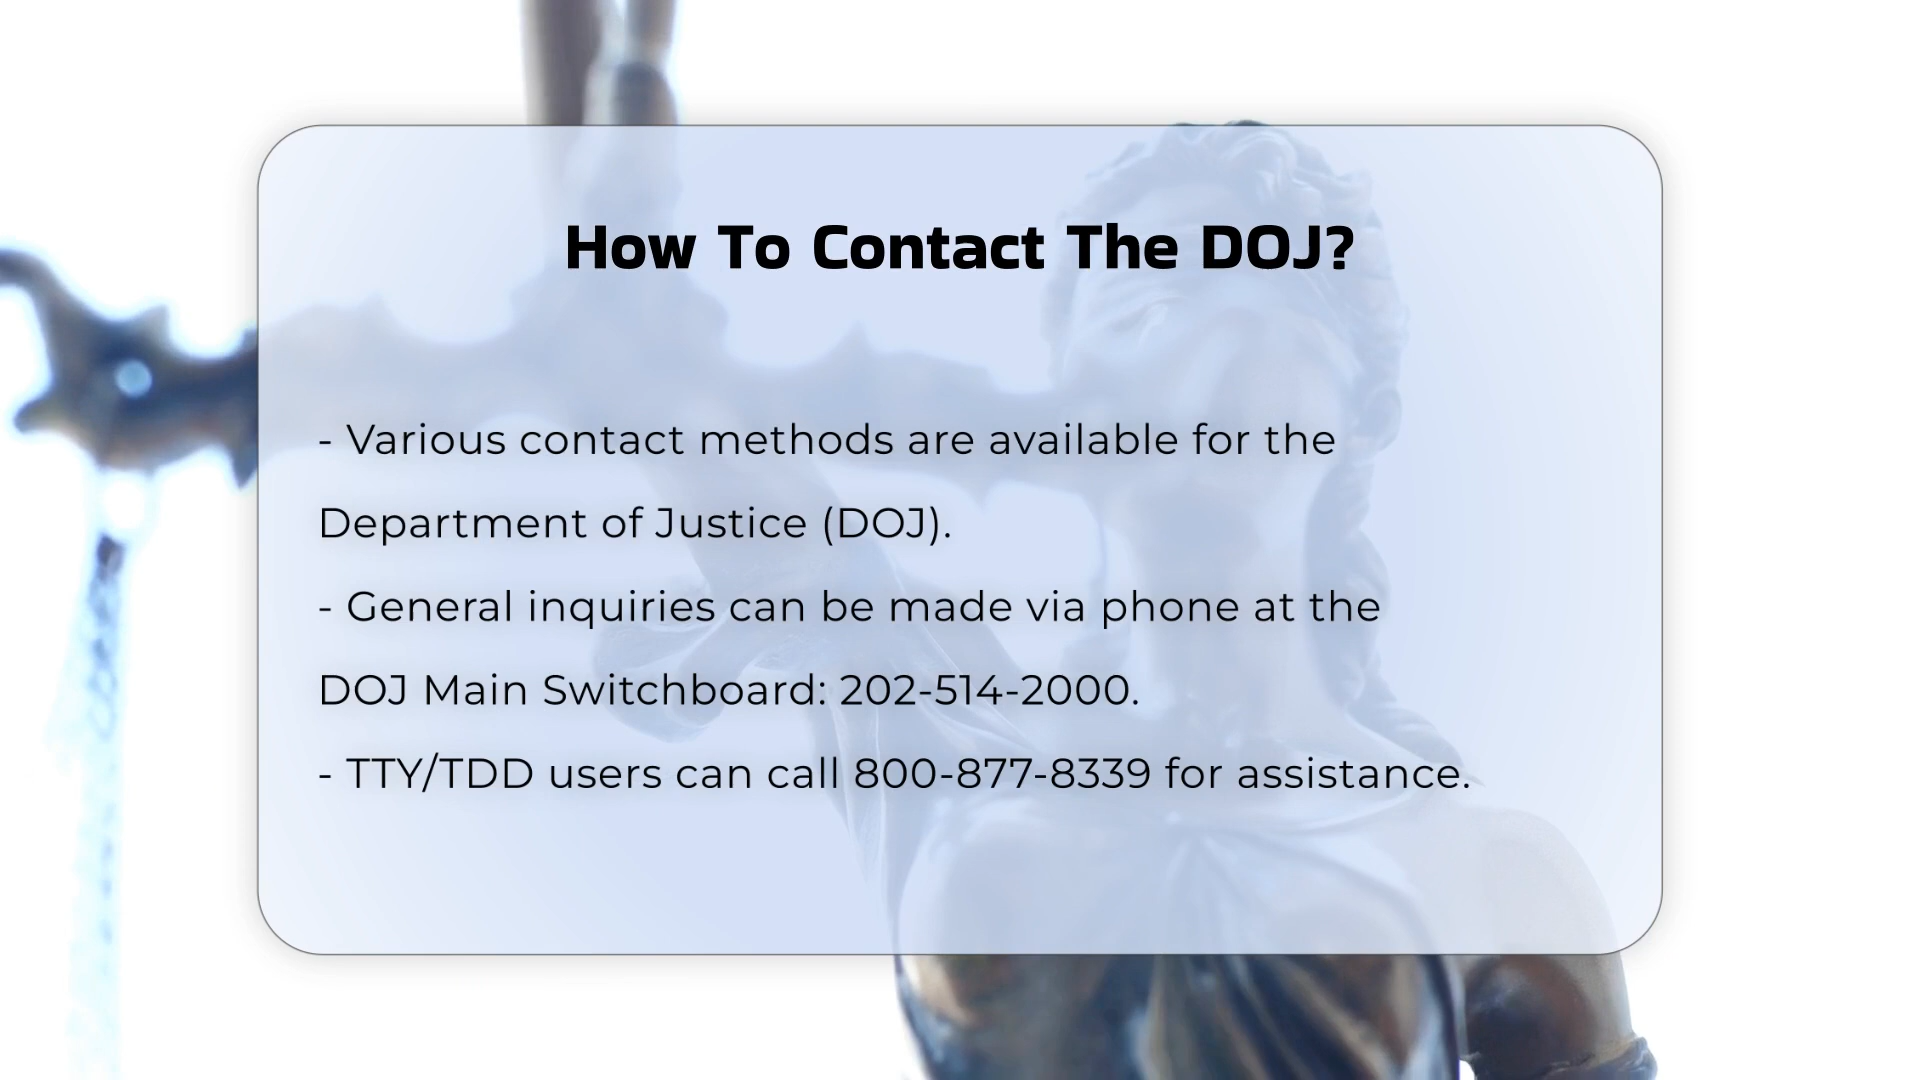 How To Contact The DOJ?
- Various contact methods are available for the
Department of Justice (DOJ).
- General inquiries can be made via phone at the
DOJ Main Switchboard: 202-514-2000.
- TTY/TDD users can call 800-877-8339 for assistance.